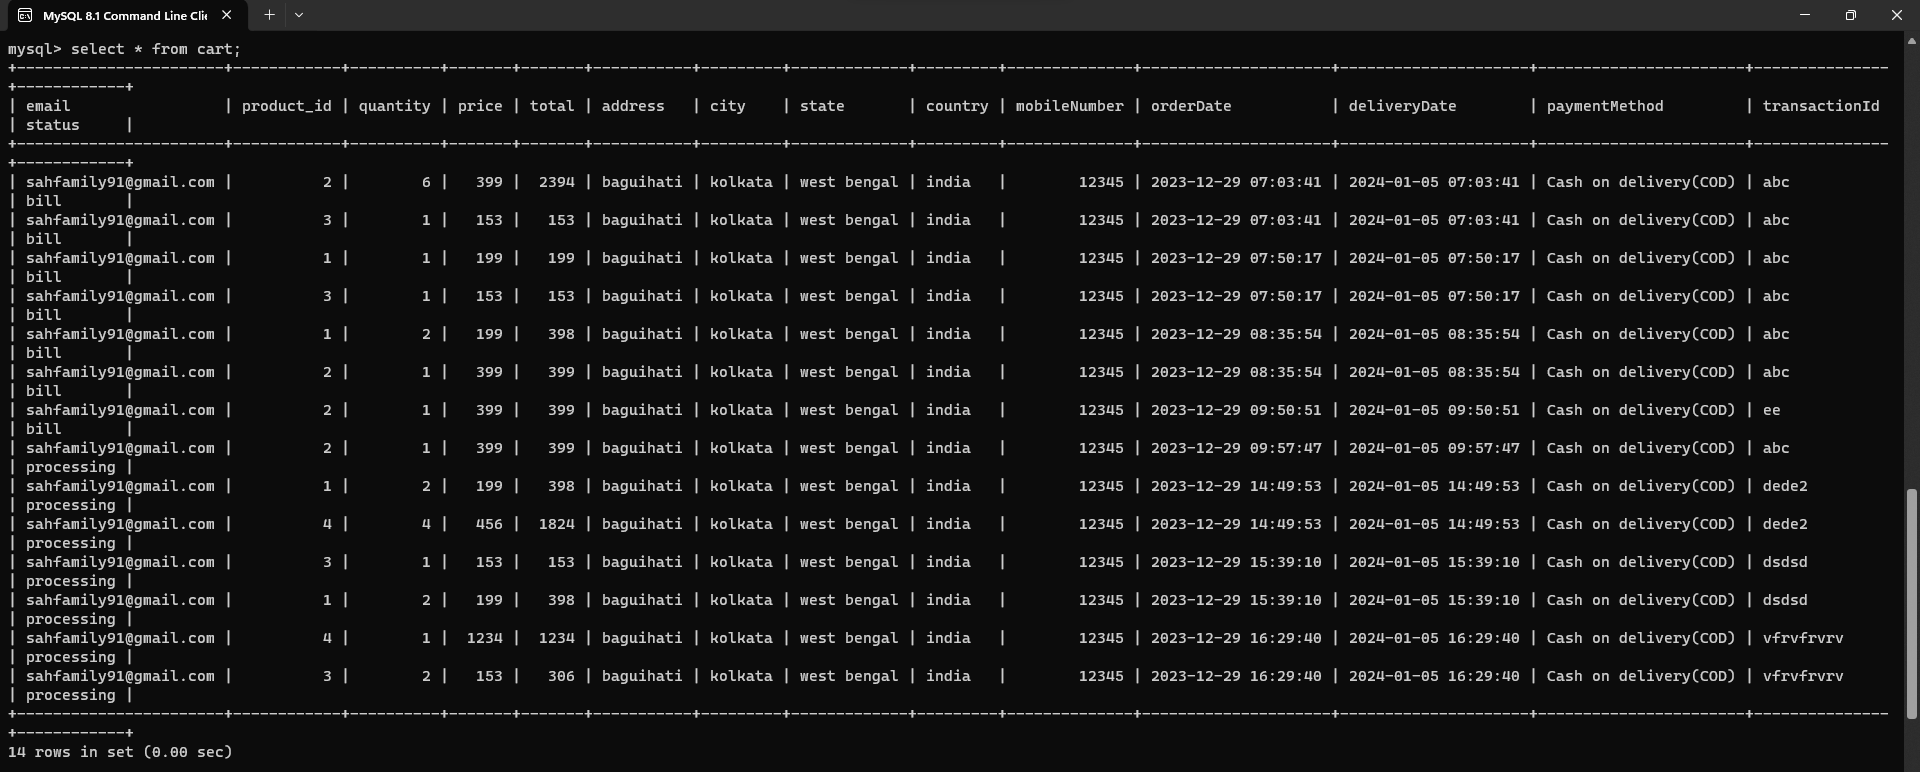 MySQL 8.1 Command Line Cli
mysql> select * from cart;
+-----------------------+------------+----------+-------+-------+-----------+---------+-------------+---------+--------------+---------------------+---------------------+-----------------------+---------------
+------------+
| email                 | product_id | quantity | price | total | address   | city    | state       | country | mobileNumber | orderDate           | deliveryDate        | paymentMethod         | transactionId
| status     |
+-----------------------+------------+----------+-------+-------+-----------+---------+-------------+---------+--------------+---------------------+---------------------+-----------------------+---------------
+------------+
| sahfamily91@gmail.com |          2 |        6 |   399 |  2394 | baguihati | kolkata | west bengal | india   |        12345 | 2023-12-29 07:03:41 | 2024-01-05 07:03:41 | Cash on delivery(COD) | abc
| bill       |
| sahfamily91@gmail.com |          3 |        1 |   153 |   153 | baguihati | kolkata | west bengal | india   |        12345 | 2023-12-29 07:03:41 | 2024-01-05 07:03:41 | Cash on delivery(COD) | abc
| bill       |
| sahfamily91@gmail.com |          1 |        1 |   199 |   199 | baguihati | kolkata | west bengal | india   |        12345 | 2023-12-29 07:50:17 | 2024-01-05 07:50:17 | Cash on delivery(COD) | abc
| bill       |
| sahfamily91@gmail.com |          3 |        1 |   153 |   153 | baguihati | kolkata | west bengal | india   |        12345 | 2023-12-29 07:50:17 | 2024-01-05 07:50:17 | Cash on delivery(COD) | abc
| bill       |
| sahfamily91@gmail.com |          1 |        2 |   199 |   398 | baguihati | kolkata | west bengal | india   |        12345 | 2023-12-29 08:35:54 | 2024-01-05 08:35:54 | Cash on delivery(COD) | abc
| bill       |
| sahfamily91@gmail.com |          2 |        1 |   399 |   399 | baguihati | kolkata | west bengal | india   |        12345 | 2023-12-29 08:35:54 | 2024-01-05 08:35:54 | Cash on delivery(COD) | abc
| bill       |
| sahfamily91@gmail.com |          2 |        1 |   399 |   399 | baguihati | kolkata | west bengal | india   |        12345 | 2023-12-29 09:50:51 | 2024-01-05 09:50:51 | Cash on delivery(COD) | ee
| bill       |
| sahfamily91@gmail.com |          2 |        1 |   399 |   399 | baguihati | kolkata | west bengal | india   |        12345 | 2023-12-29 09:57:47 | 2024-01-05 09:57:47 | Cash on delivery(COD) | abc
| processing |
| sahfamily91@gmail.com |          1 |        2 |   199 |   398 | baguihati | kolkata | west bengal | india   |        12345 | 2023-12-29 14:49:53 | 2024-01-05 14:49:53 | Cash on delivery(COD) | dede2
| processing |
| sahfamily91@gmail.com |          4 |        4 |   456 |  1824 | baguihati | kolkata | west bengal | india   |        12345 | 2023-12-29 14:49:53 | 2024-01-05 14:49:53 | Cash on delivery(COD) | dede2
| processing |
| sahfamily91@gmail.com |          3 |        1 |   153 |   153 | baguihati | kolkata | west bengal | india   |        12345 | 2023-12-29 15:39:10 | 2024-01-05 15:39:10 | Cash on delivery(COD) | dsdsd
| processing |
| sahfamily91@gmail.com |          1 |        2 |   199 |   398 | baguihati | kolkata | west bengal | india   |        12345 | 2023-12-29 15:39:10 | 2024-01-05 15:39:10 | Cash on delivery(COD) | dsdsd
| processing |
| sahfamily91@gmail.com |          4 |        1 |  1234 |  1234 | baguihati | kolkata | west bengal | india   |        12345 | 2023-12-29 16:29:40 | 2024-01-05 16:29:40 | Cash on delivery(COD) | vfrvfrvrv
| processing |
| sahfamily91@gmail.com |          3 |        2 |   153 |   306 | baguihati | kolkata | west bengal | india   |        12345 | 2023-12-29 16:29:40 | 2024-01-05 16:29:40 | Cash on delivery(COD) | vfrvfrvrv
| processing |
+-----------------------+------------+----------+-------+-------+-----------+---------+-------------+---------+--------------+---------------------+---------------------+-----------------------+---------------
+------------+
14 rows in set (0.00 sec)